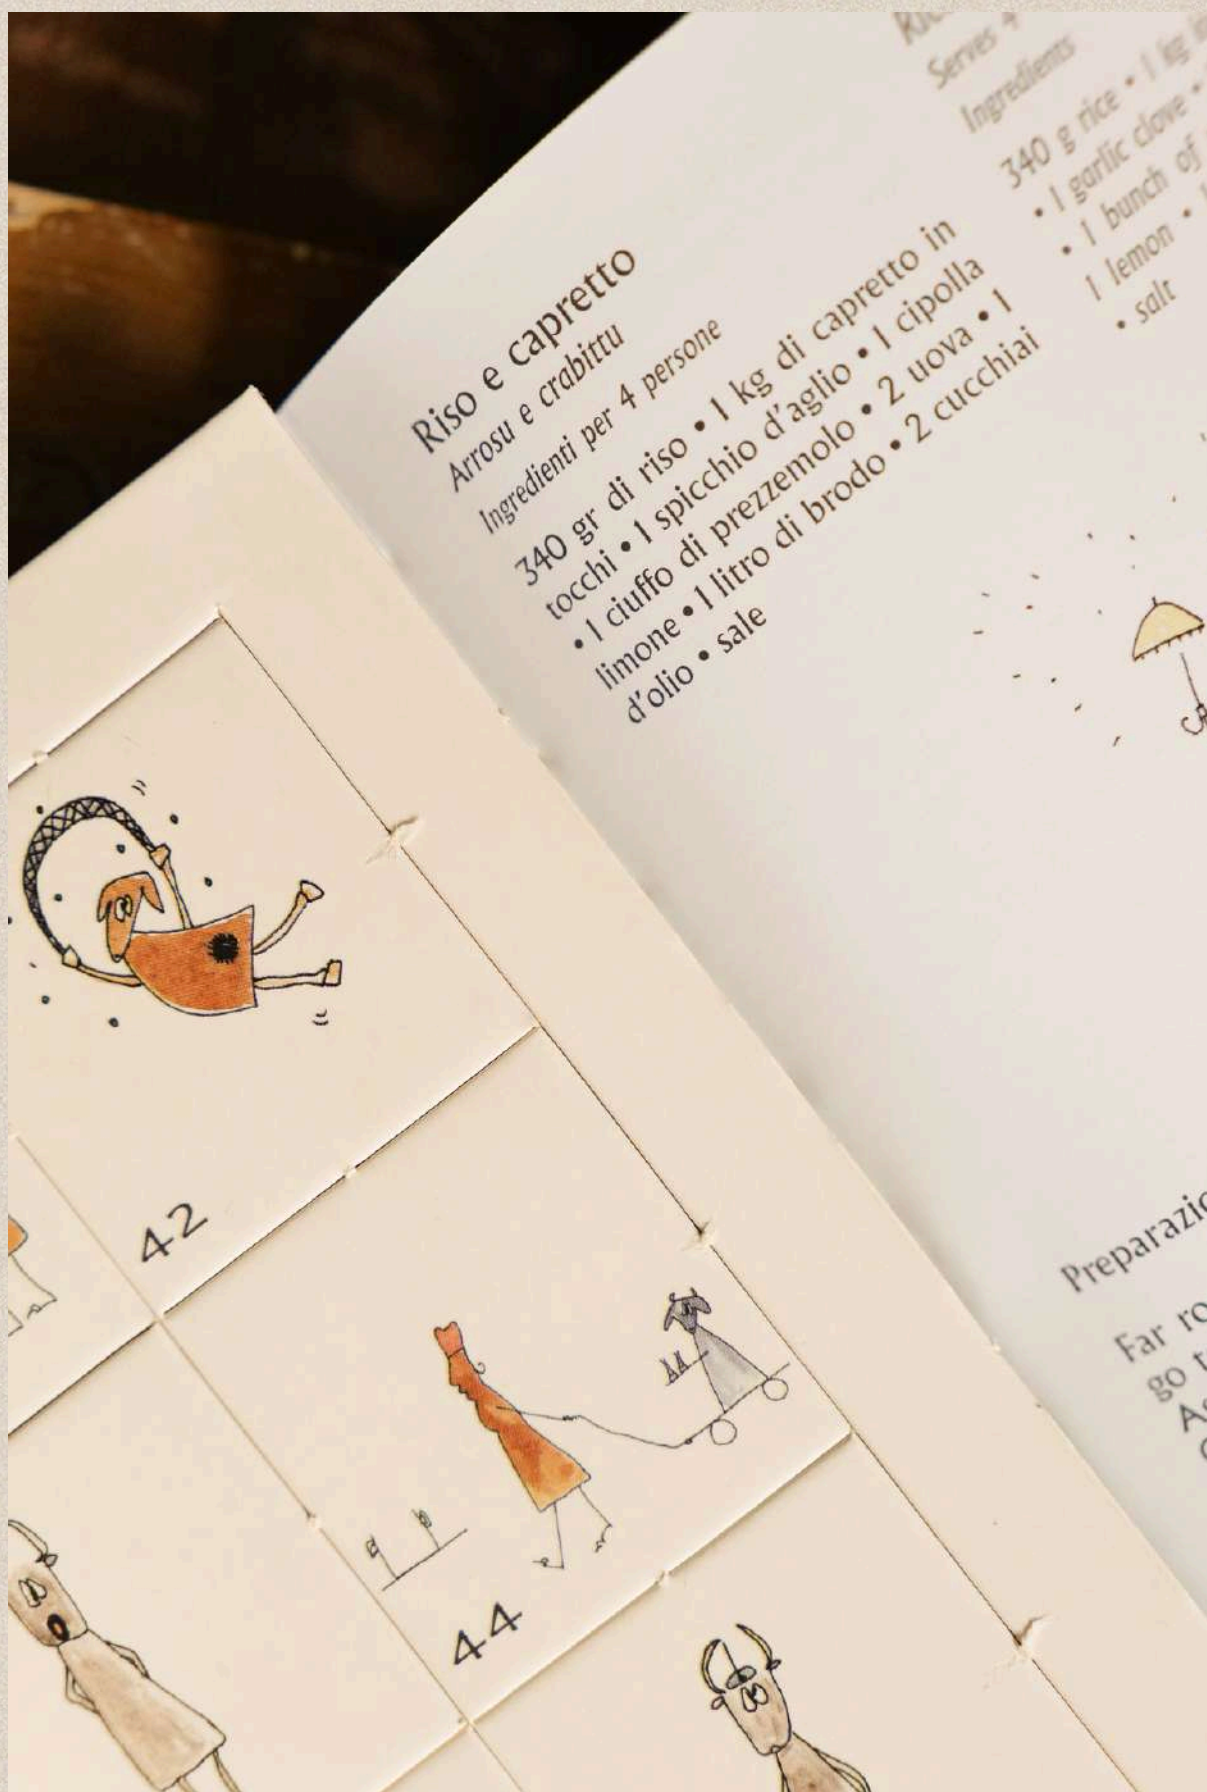 Riso e capretto
Arrosu e crabittu
Ingredienti per 4 persone
340 gr di riso • 1 kg di capretto in
tocchi • 1 spicchio d'aglio • 1 cipolla
• 1 ciuffo di prezzemolo • 2 uova • 1
limone • 1 litro di brodo • 2 cucchiai
d'olio • sale
Serves 4
Ingredients
340 g rice • 1 kg
• 1 garlic clove •
• 1 bunch of
1 lemon •
• salt
Far
go
42
44